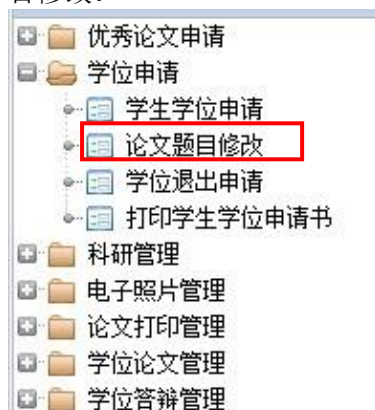 优秀论文申请
学位申请
学生学位申请
论文题目修改
学位退出申请
打印学生学位申请书
科研管理
电子照片管理
论文打印管理
学位论文管理
学位答辩管理